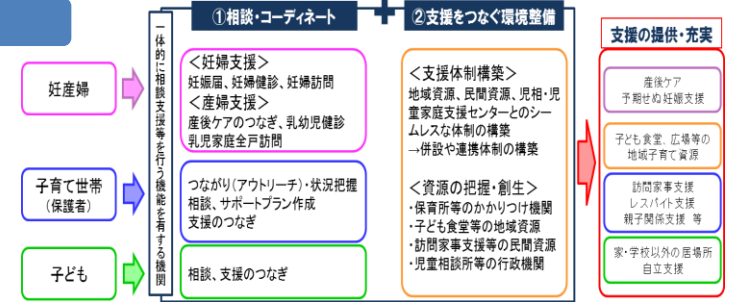 妊産婦
子育て世帯
(保護者)
子ども
一体的に相談支援等を行う機能を有する機関
①相談・コーディネート
<妊婦支援>
妊娠届、妊婦健診、妊婦訪問
<産婦支援>
産後ケアのつなぎ、乳幼児健診
乳児家庭全戸訪問
つながり(アウトリーチ)・状況把握
相談、サポートプラン作成
支援のつなぎ
相談、支援のつなぎ
②支援をつなぐ環境整備
<支援体制構築>
地域資源、民間資源、児相・児
童家庭支援センターとのシー
ムレスな体制の構築
→併設や連携体制の構築
<資源の把握・創生>
・保育所等のかかりつけ機関
・子ども食堂等の地域資源
・訪問家事支援等の民間資源
・児童相談所等の行政機関
支援の提供・充実
産後ケア
予期せぬ妊娠支援
子ども食堂、広場等の
地域子育て資源
訪問家事支援
レスパイト支援
親子関係支援 等
家・学校以外の居場所
自立支援